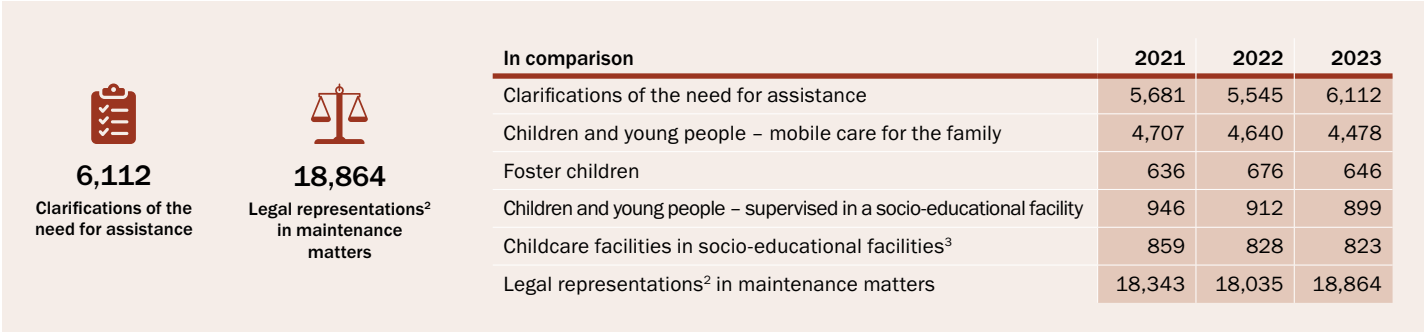 6,112
Clarifications of the
need for assistance
18,864
Legal representations²
in maintenance
matters
In comparison 2021 2022 2023
Clarifications of the need for assistance 5,681 5,545 6,112
Children and young people – mobile care for the family 4,707 4,640 4,478
Foster children 636 676 646
Children and young people – supervised in a socio-educational facility 946 912 899
Childcare facilities in socio-educational facilities³ 859 828 823
Legal representations² in maintenance matters 18,343 18,035 18,864